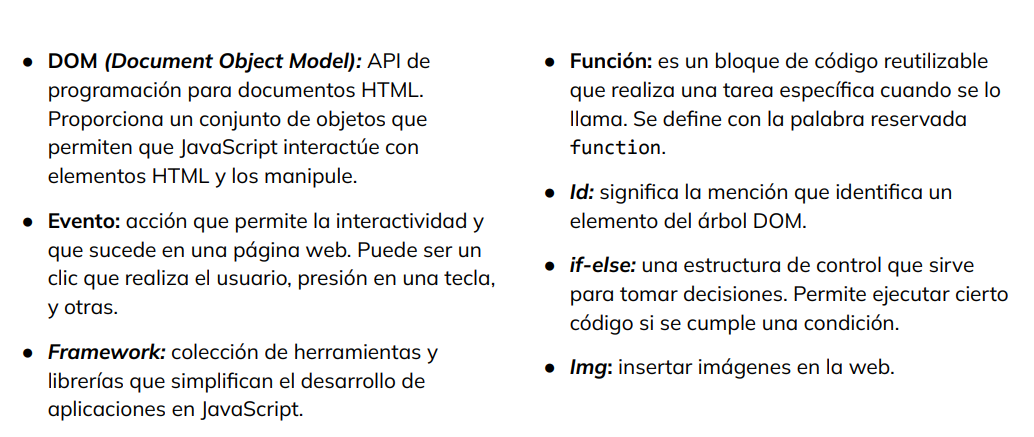 ● DOM (Document Object Model): API de
programación para documentos HTML.
Proporciona un conjunto de objetos que
permiten que JavaScript interactúe con
elementos HTML y los manipule.
● Evento: acción que permite la interactividad y
que sucede en una página web. Puede ser un
clic que realiza el usuario, presión en una tecla,
y otras.
● Framework: colección de herramientas y
librerías que simplifican el desarrollo de
aplicaciones en JavaScript.
● Función: es un bloque de código reutilizable
que realiza una tarea específica cuando se lo
llama. Se define con la palabra reservada
function.
● Id: significa la mención que identifica un
elemento del árbol DOM.
● if-else: una estructura de control que sirve
para tomar decisiones. Permite ejecutar cierto
código si se cumple una condición.
● Img: insertar imágenes en la web.